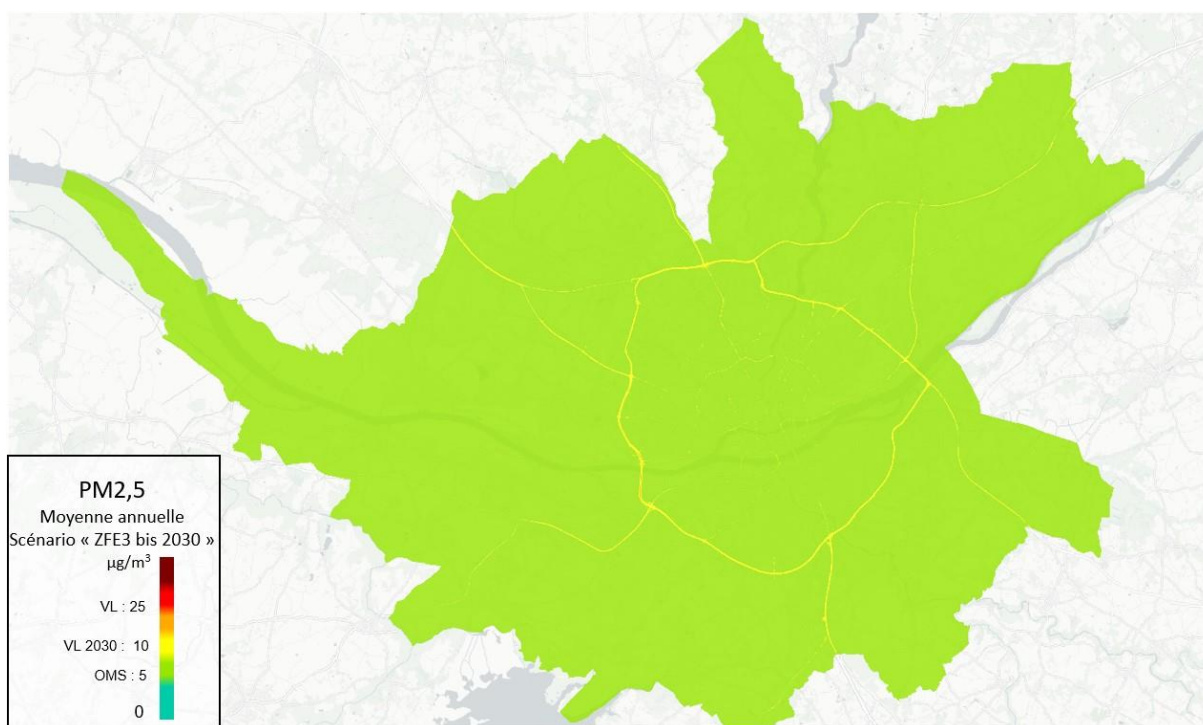 PM2,5
Moyenne annuelle
Scénario « ZFE3 bis 2030 »
µg/m³
VL : 25
VL 2030 : 10
OMS : 5
0